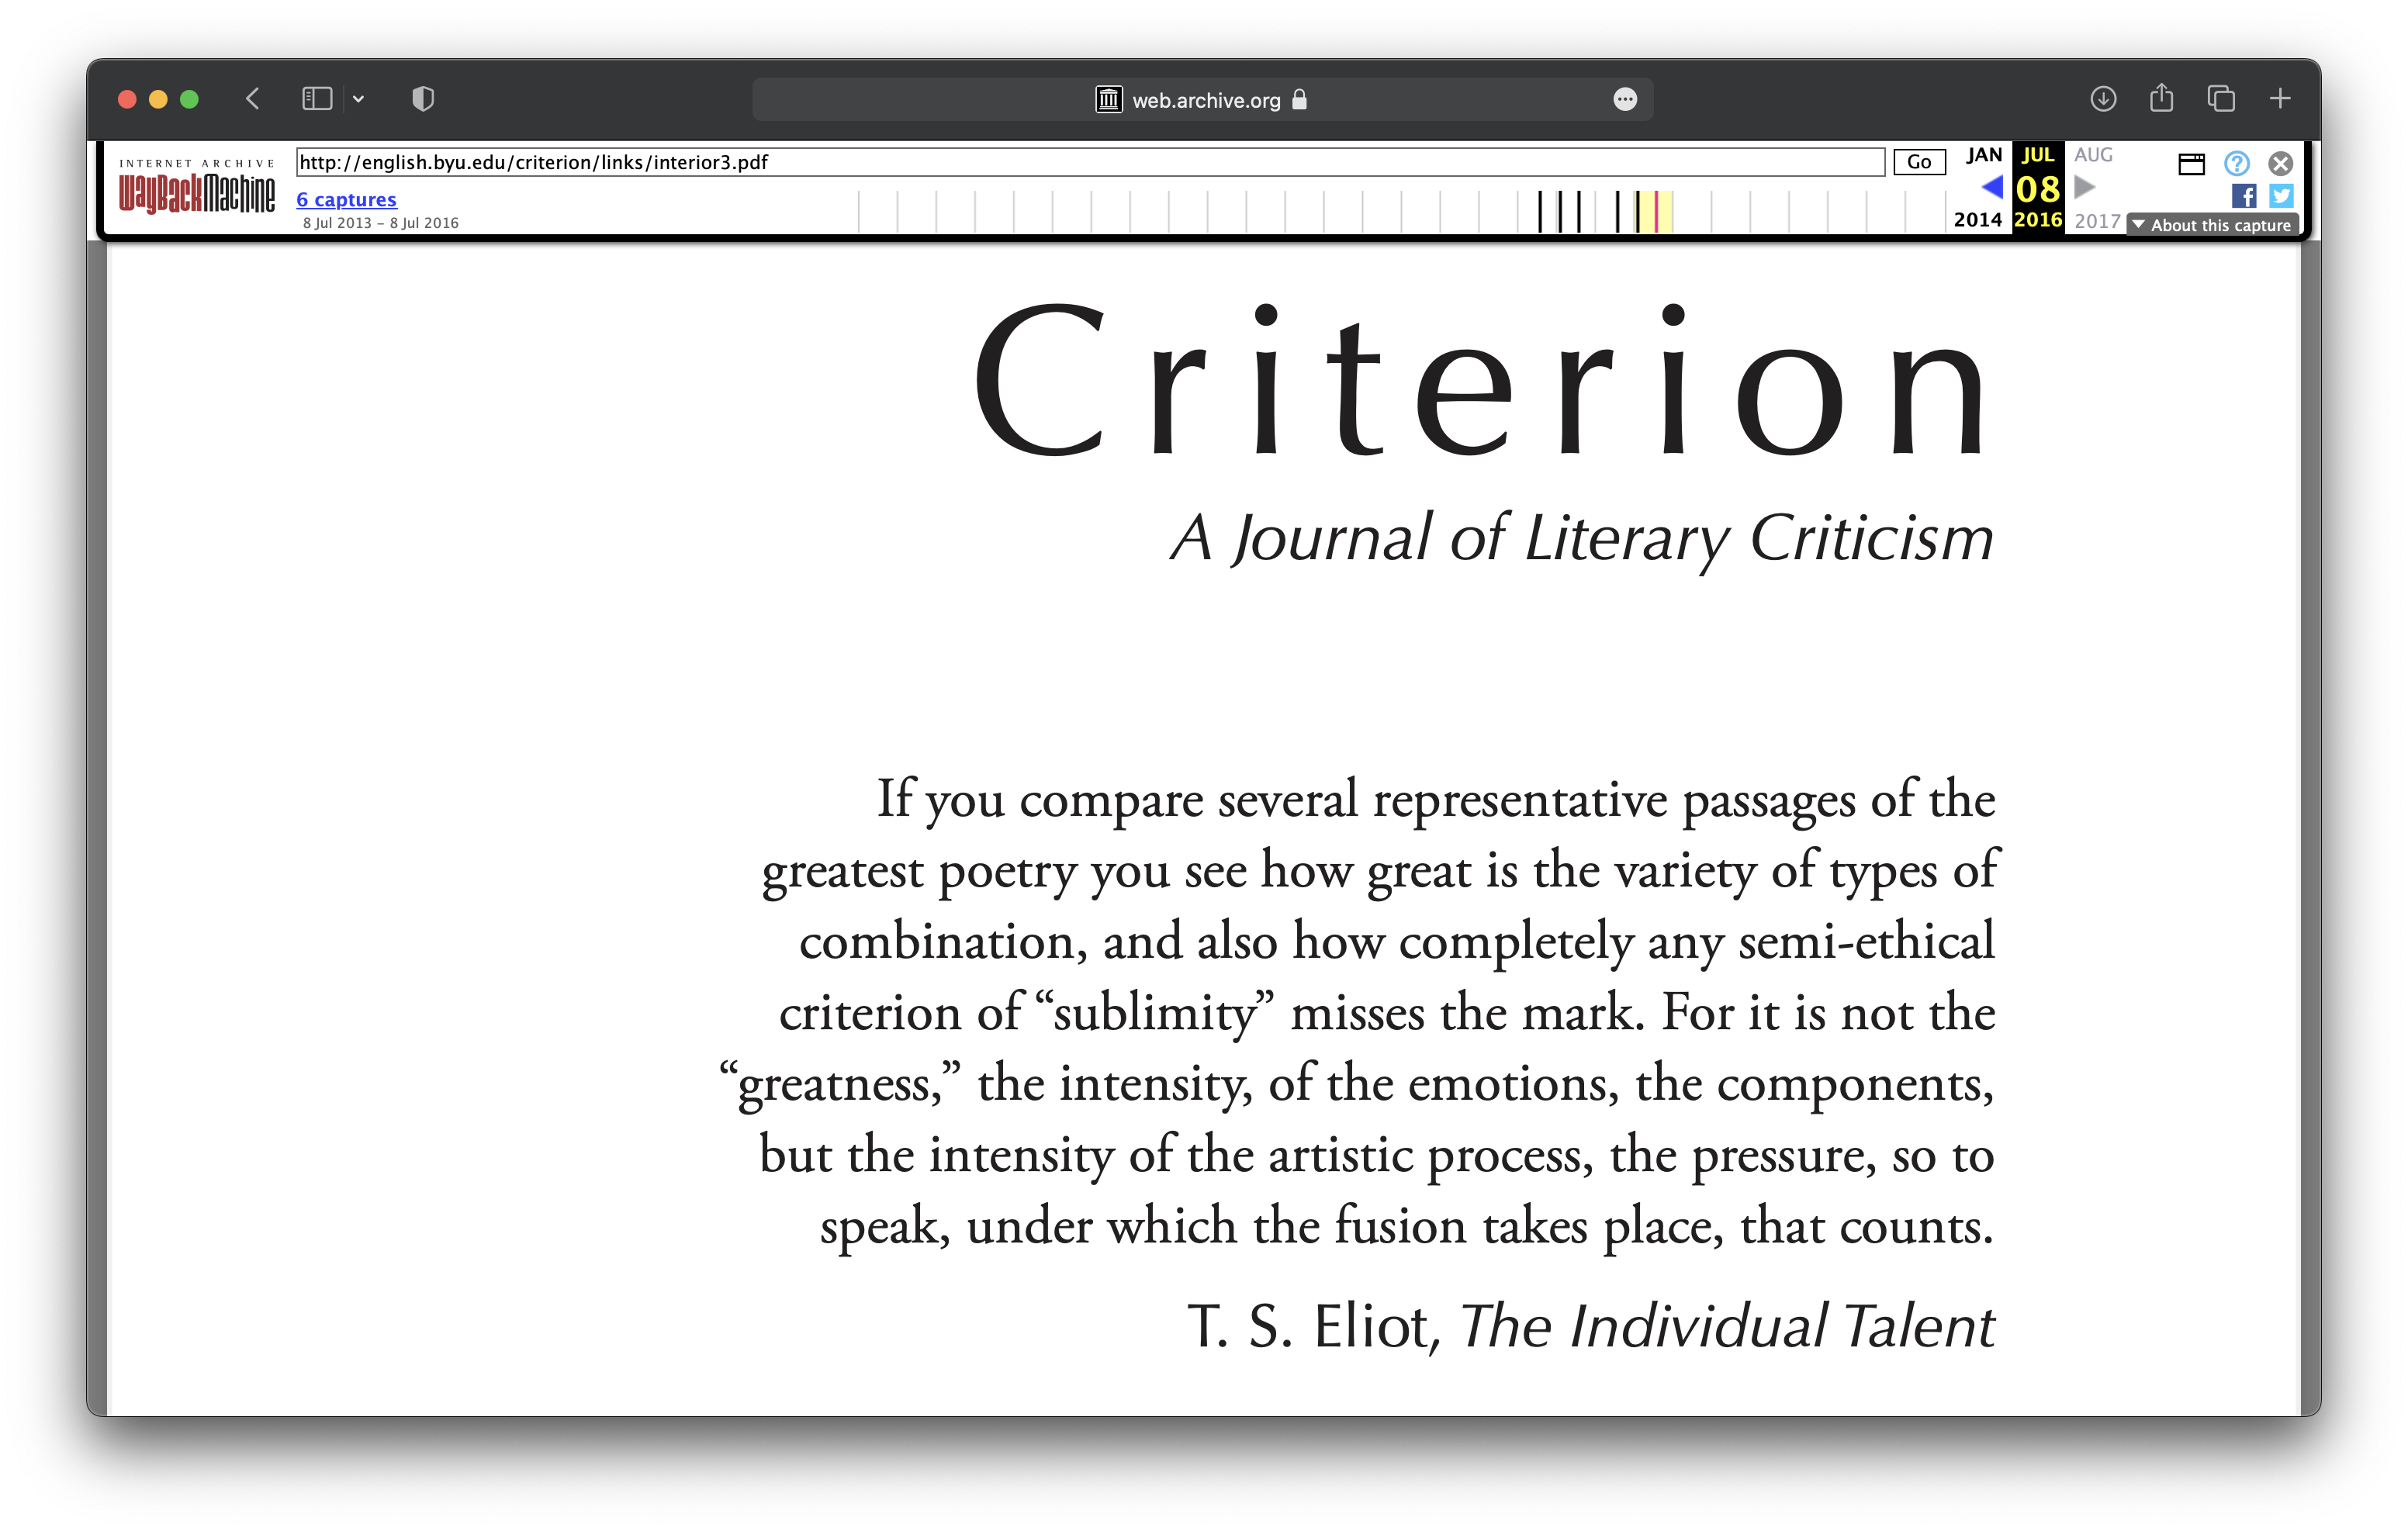 web.archive.org
INTERNET ARCHIVE
WayBackMachine
http://english.byu.edu/criterion/links/interior3.pdf
Go
6 captures
8 Jul 2013 – 8 Jul 2016
JAN
JUL
AUG
08
2014
2016
2017
About this capture
Criterion
A Journal of Literary Criticism
If you compare several representative passages of the
greatest poetry you see how great is the variety of types of
combination, and also how completely any semi-ethical
criterion of “sublimity” misses the mark. For it is not the
“greatness,” the intensity, of the emotions, the components,
but the intensity of the artistic process, the pressure, so to
speak, under which the fusion takes place, that counts.
T. S. Eliot, The Individual Talent